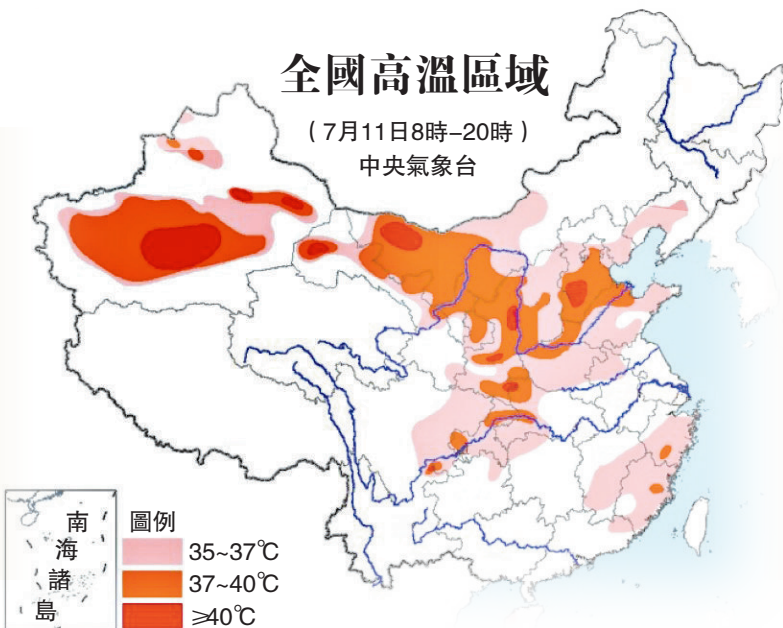 全國高溫區域
（7月11日8時–20時）
中央氣象台
南
海
諸
島
圖例
35~37℃
37~40℃
≥40℃